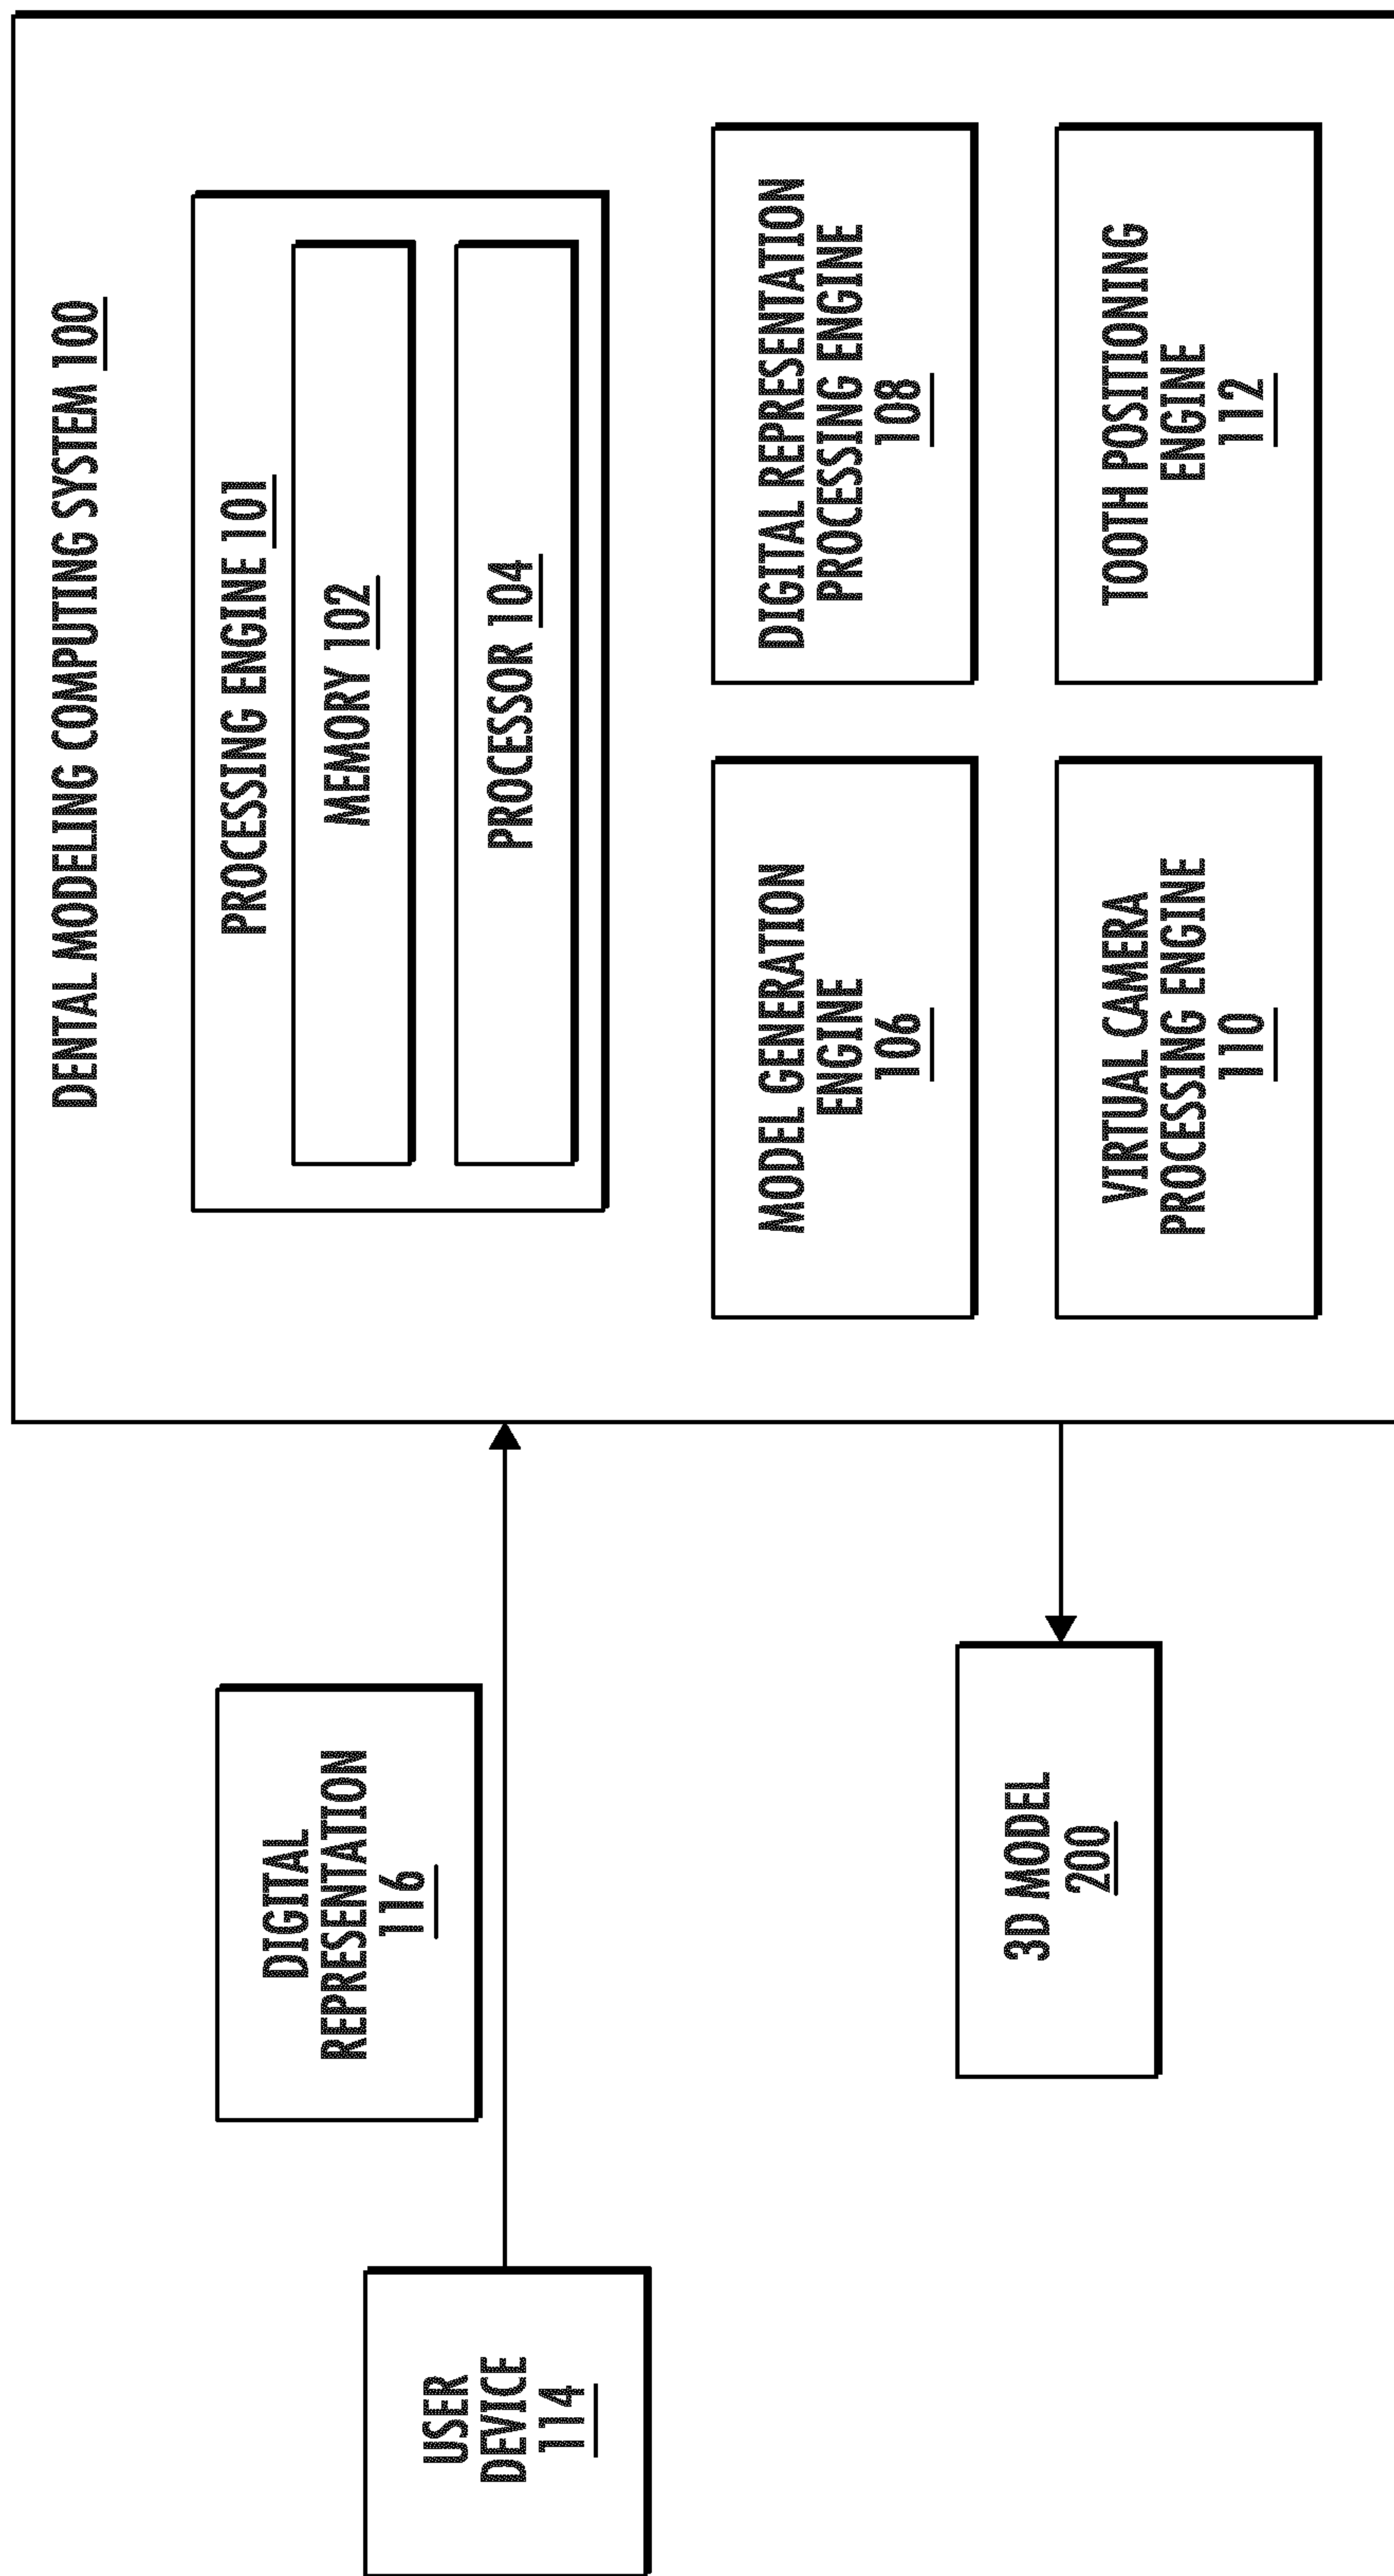 DENTAL MODELING COMPUTING SYSTEM 100
PROCESSING ENGINE 101
MEMORY 102
PROCESSOR 104
MODEL GENERATION
ENGINE
106
DIGITAL REPRESENTATION
PROCESSING ENGINE
108
VIRTUAL CAMERA
PROCESSING ENGINE
110
TOOTH POSITIONING
ENGINE
112
DIGITAL
REPRESENTATION
116
USER
DEVICE
114
3D MODEL
200